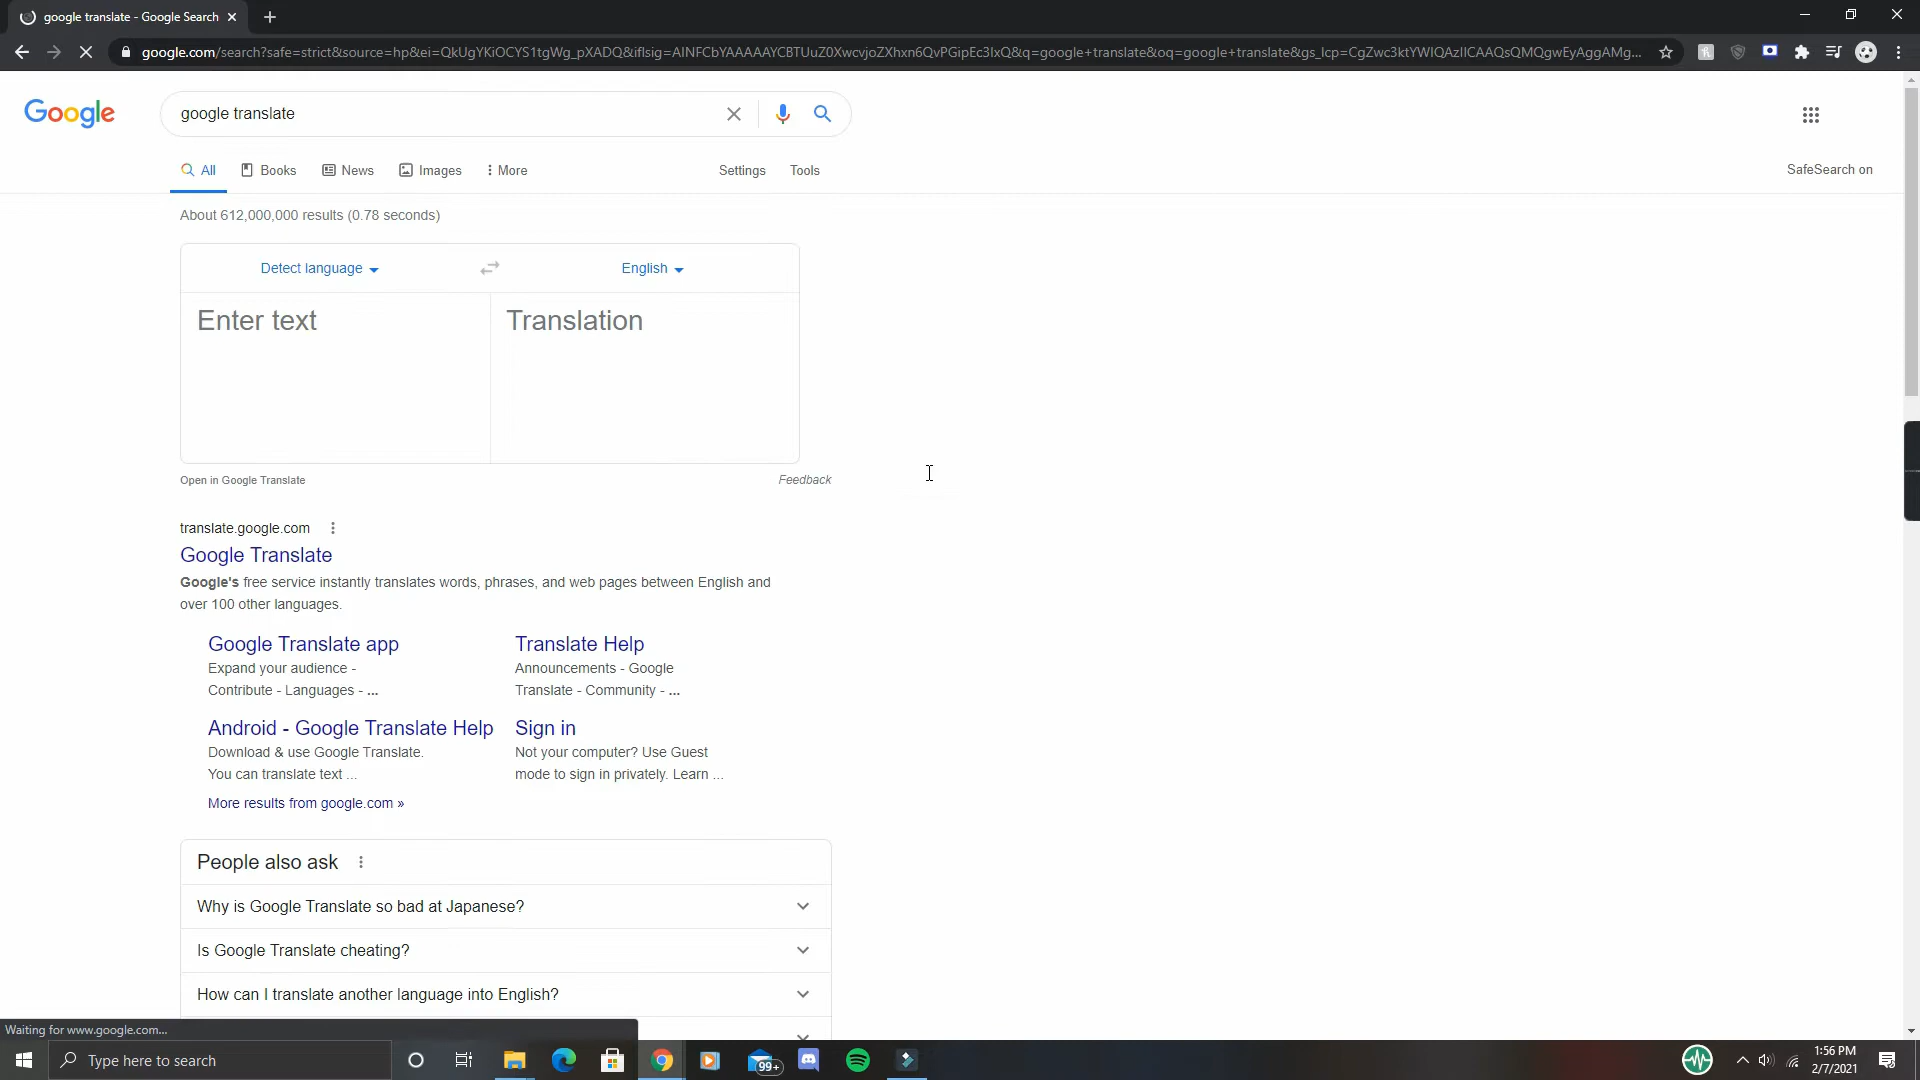 google translate - Google Search
google.com/search?safe=strict&source=hp&ei=QkUgYKiOCYS1tgWg_pXADQ&iflsig=AINFCbYAAAAAYCBTUuZ0XwcvjoZXhxn6QvPGipEc3IxQ&q=google+translate&oq=google+translate&gs_lcp=CgZwc3ktYWIQAzIICAAQsQMQgwEyAggAMg...
Google
google translate
All
Books
News
Images
More
Settings
Tools
SafeSearch on
About 612,000,000 results (0.78 seconds)
Detect language
English
Enter text
Translation
Open in Google Translate
Feedback
translate.google.com
Google Translate
Google's free service instantly translates words, phrases, and web pages between English and
over 100 other languages.
Google Translate app
Expand your audience -
Contribute - Languages - ...
Translate Help
Announcements - Google
Translate - Community - ...
Android - Google Translate Help
Download & use Google Translate.
You can translate text ...
Sign in
Not your computer? Use Guest
mode to sign in privately. Learn ...
More results from google.com »
People also ask
Why is Google Translate so bad at Japanese?
Is Google Translate cheating?
How can I translate another language into English?
Waiting for www.google.com...
Type here to search
99+
1:56 PM
2/7/2021